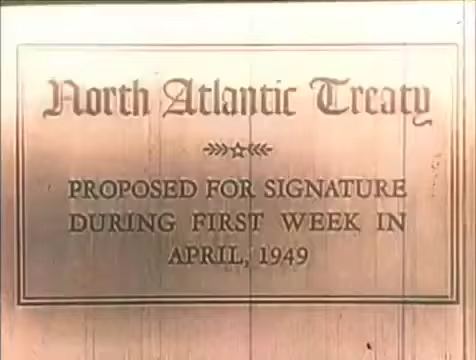 North Atlantic Treaty
PROPOSED FOR SIGNATURE
DURING FIRST WEEK IN
APRIL, 1949